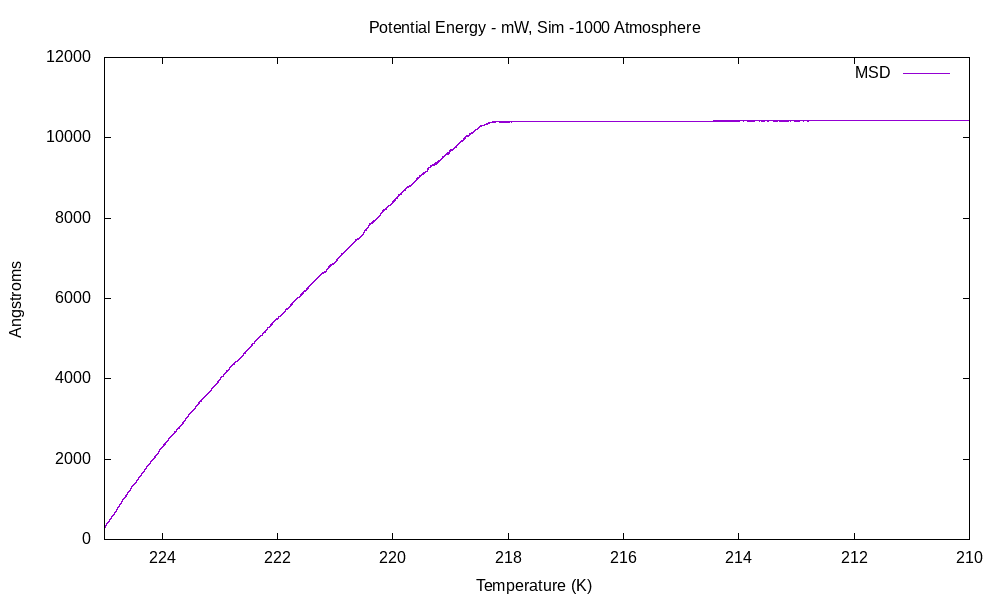 Potential Energy - mW, Sim -1000 Atmosphere
MSD
12000
10000
8000
6000
4000
2000
0
Angstroms
224 222 220 218 216 214 212 210
Temperature (K)